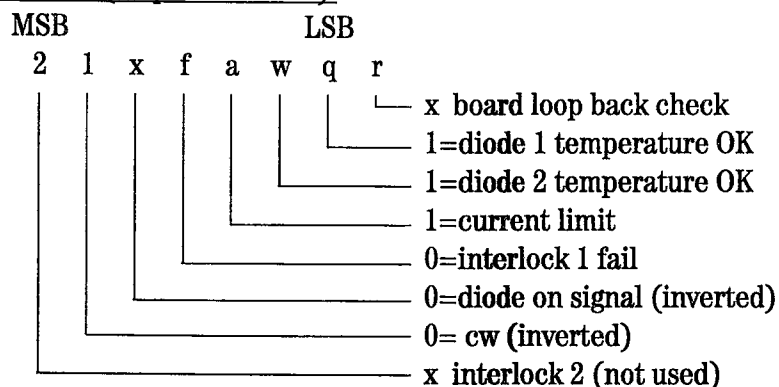 MSB LSB
2 1 x f a w q r
x board loop back check
1=diode 1 temperature OK
1=diode 2 temperature OK
1=current limit
0=interlock 1 fail
0=diode on signal (inverted)
0= cw (inverted)
x interlock 2 (not used)